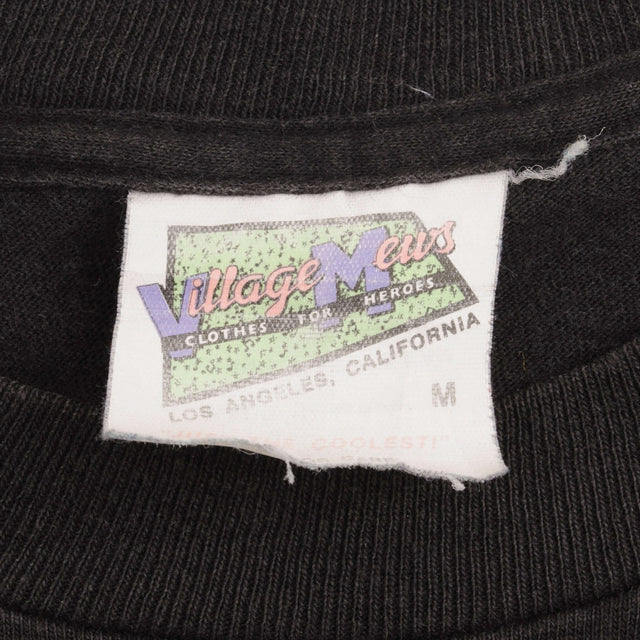 Village Mews
CLOTHES FOR HEROES
LOS ANGELES, CALIFORNIA
M
COOLEST!"